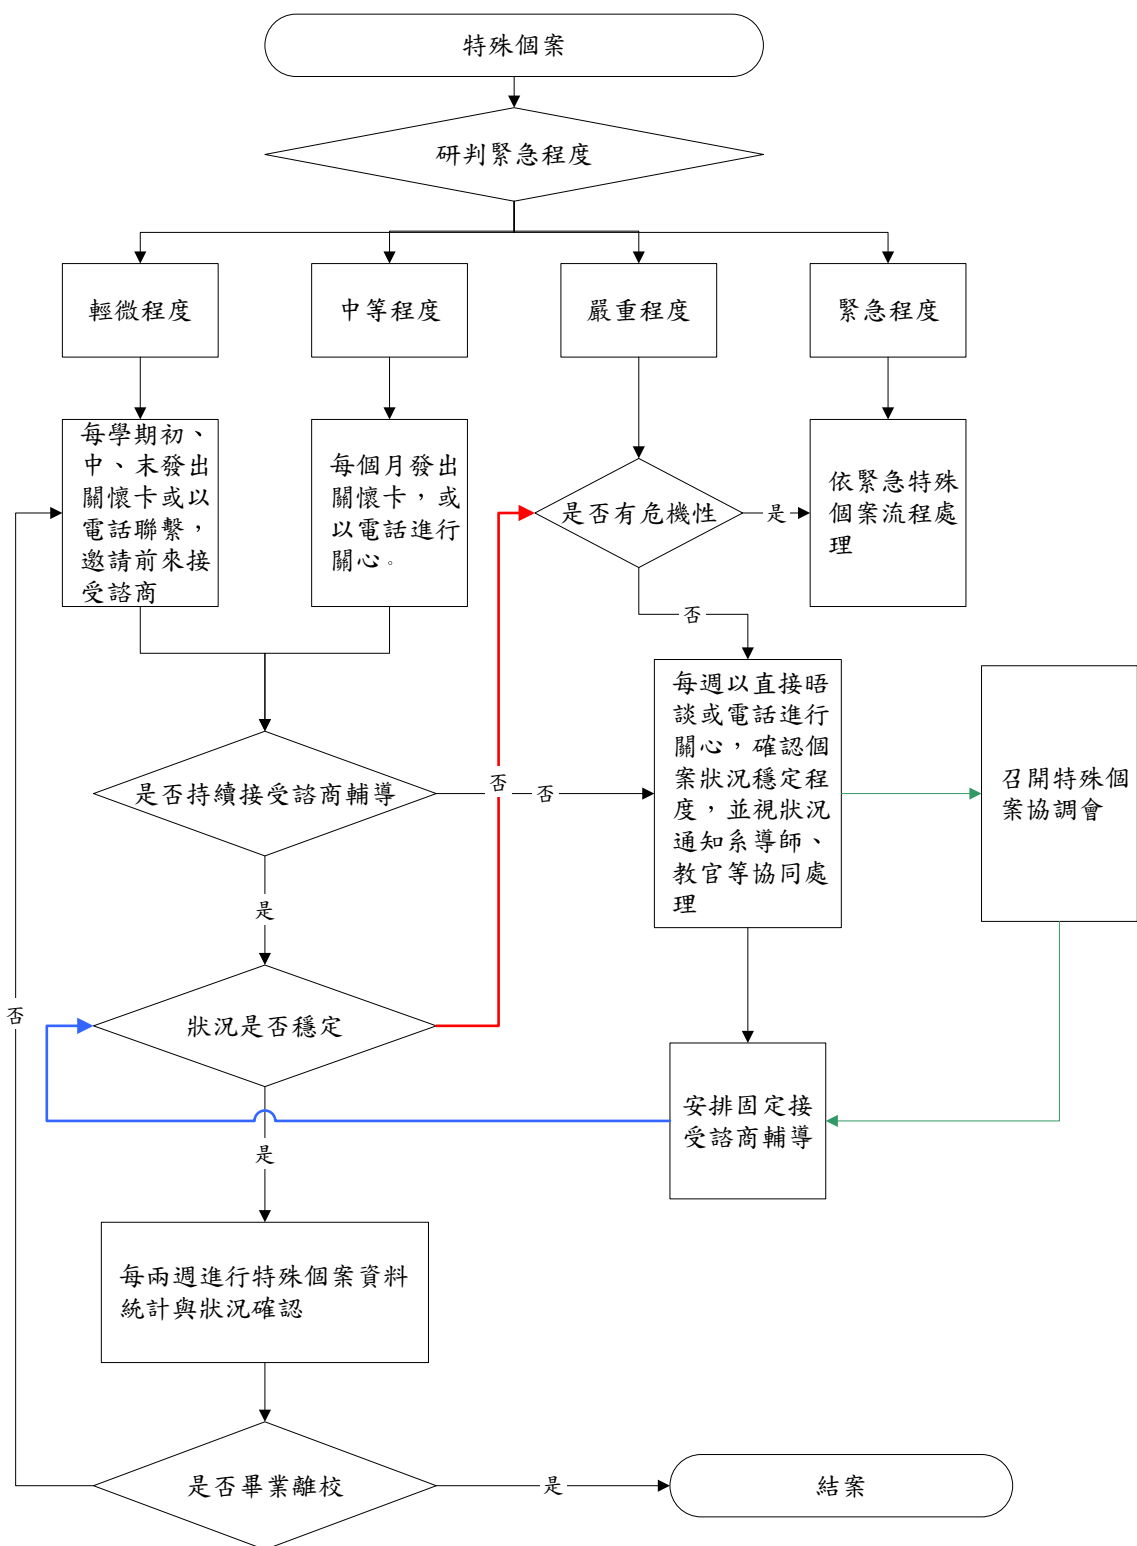 特殊個案
研判緊急程度
輕微程度
中等程度
嚴重程度
緊急程度
每學期初、
中、末發出
關懷卡或以
電話聯繫，
邀請前來接
受諮商
每個月發出
關懷卡，或
以電話進行
關心。
是否有危機性
是
依緊急特殊
個案流程處
理
否
每週以直接晤
談或電話進行
關心，確認個
案狀況穩定程
度，並視狀況
通知系導師、
教官等協同處
理
召開特殊個
案協調會
是否持續接受諮商輔導
否
否
是
狀況是否穩定
否
安排固定接
受諮商輔導
是
每兩週進行特殊個案資料
統計與狀況確認
是否畢業離校
是
結案